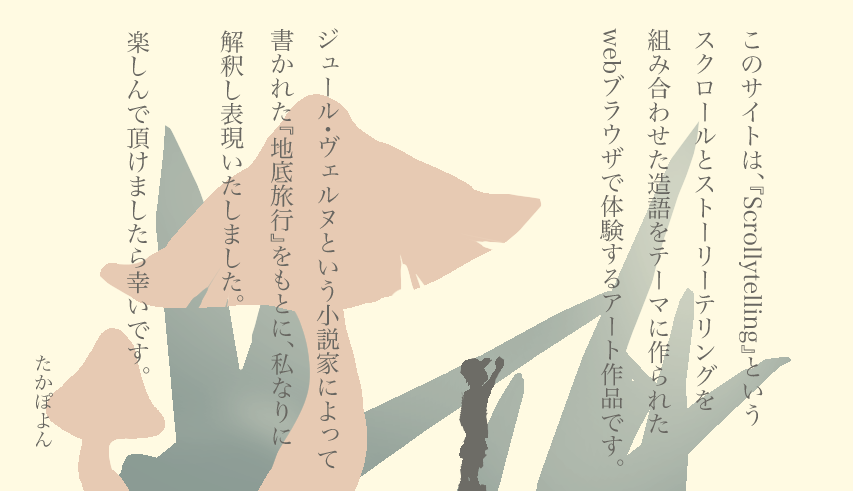 このサイトは、『Scrollytelling』という
スクロールとストーリーテリングを
組み合わせた造語をテーマに作られた
webブラウザで体験するアート作品です。
ジュール・ヴェルヌという小説家によって
書かれた『地底旅行』をもとに、私なりに
解釈し表現いたしました。
楽しんで頂けましたら幸いです。
たかぽよん